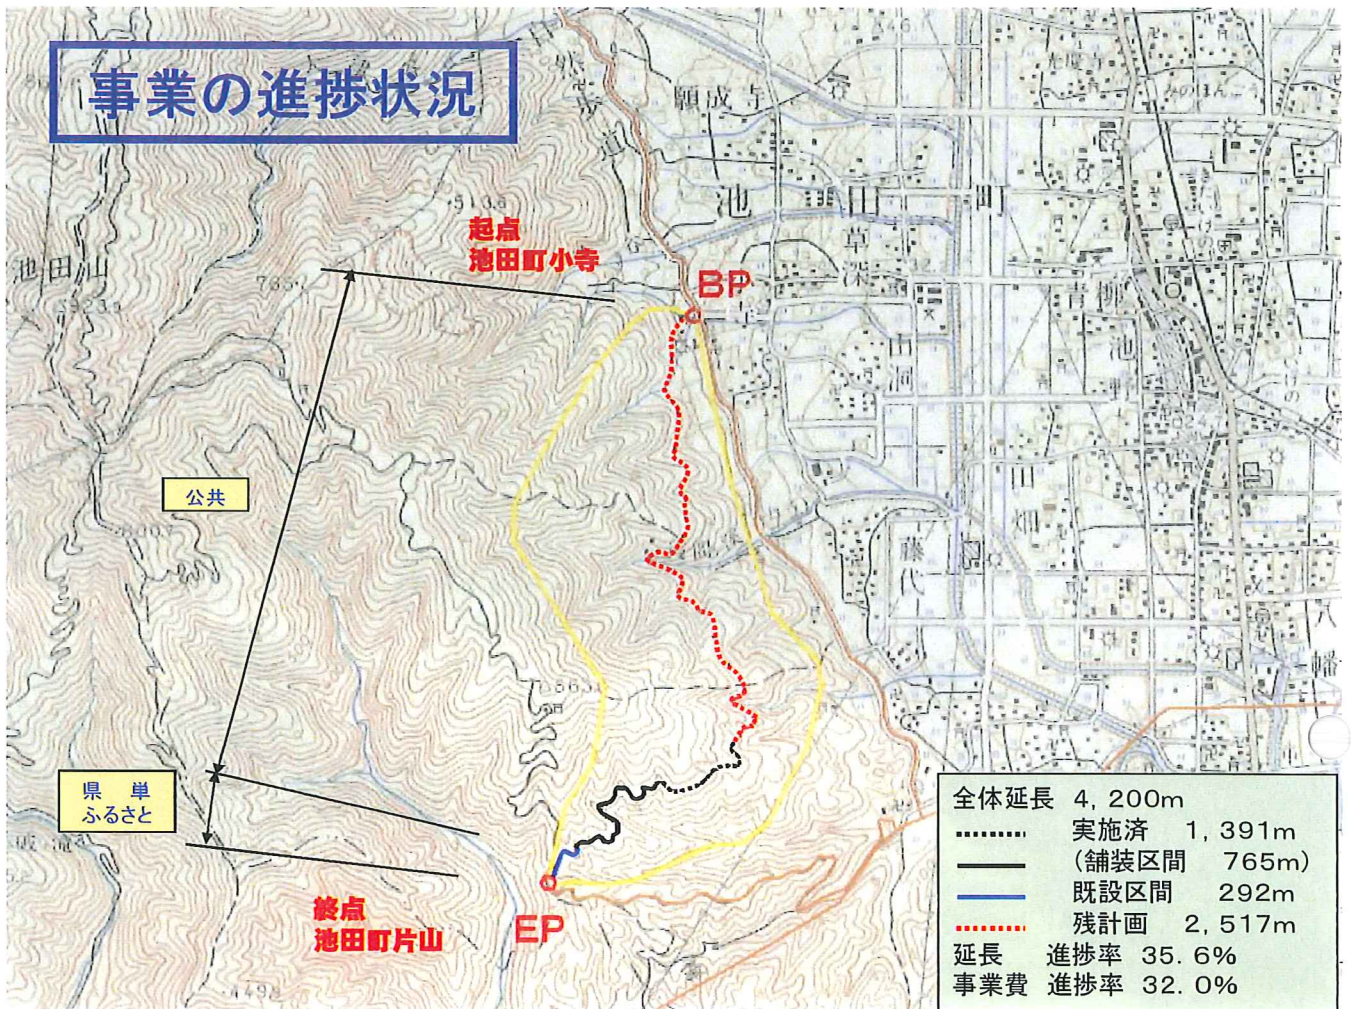 事業の進捗状況
願成寺
池
田
町
草
深
池田山
起点
池田町小寺
BP
青柳
公共
藤代
八幡
県単
ふるさと
終点
池田町片山
EP
全体延長 4,200m
実施済 1,391m
(舗装区間 765m)
既設区間 292m
残計画 2,517m
延長 進捗率 35.6%
事業費 進捗率 32.0%